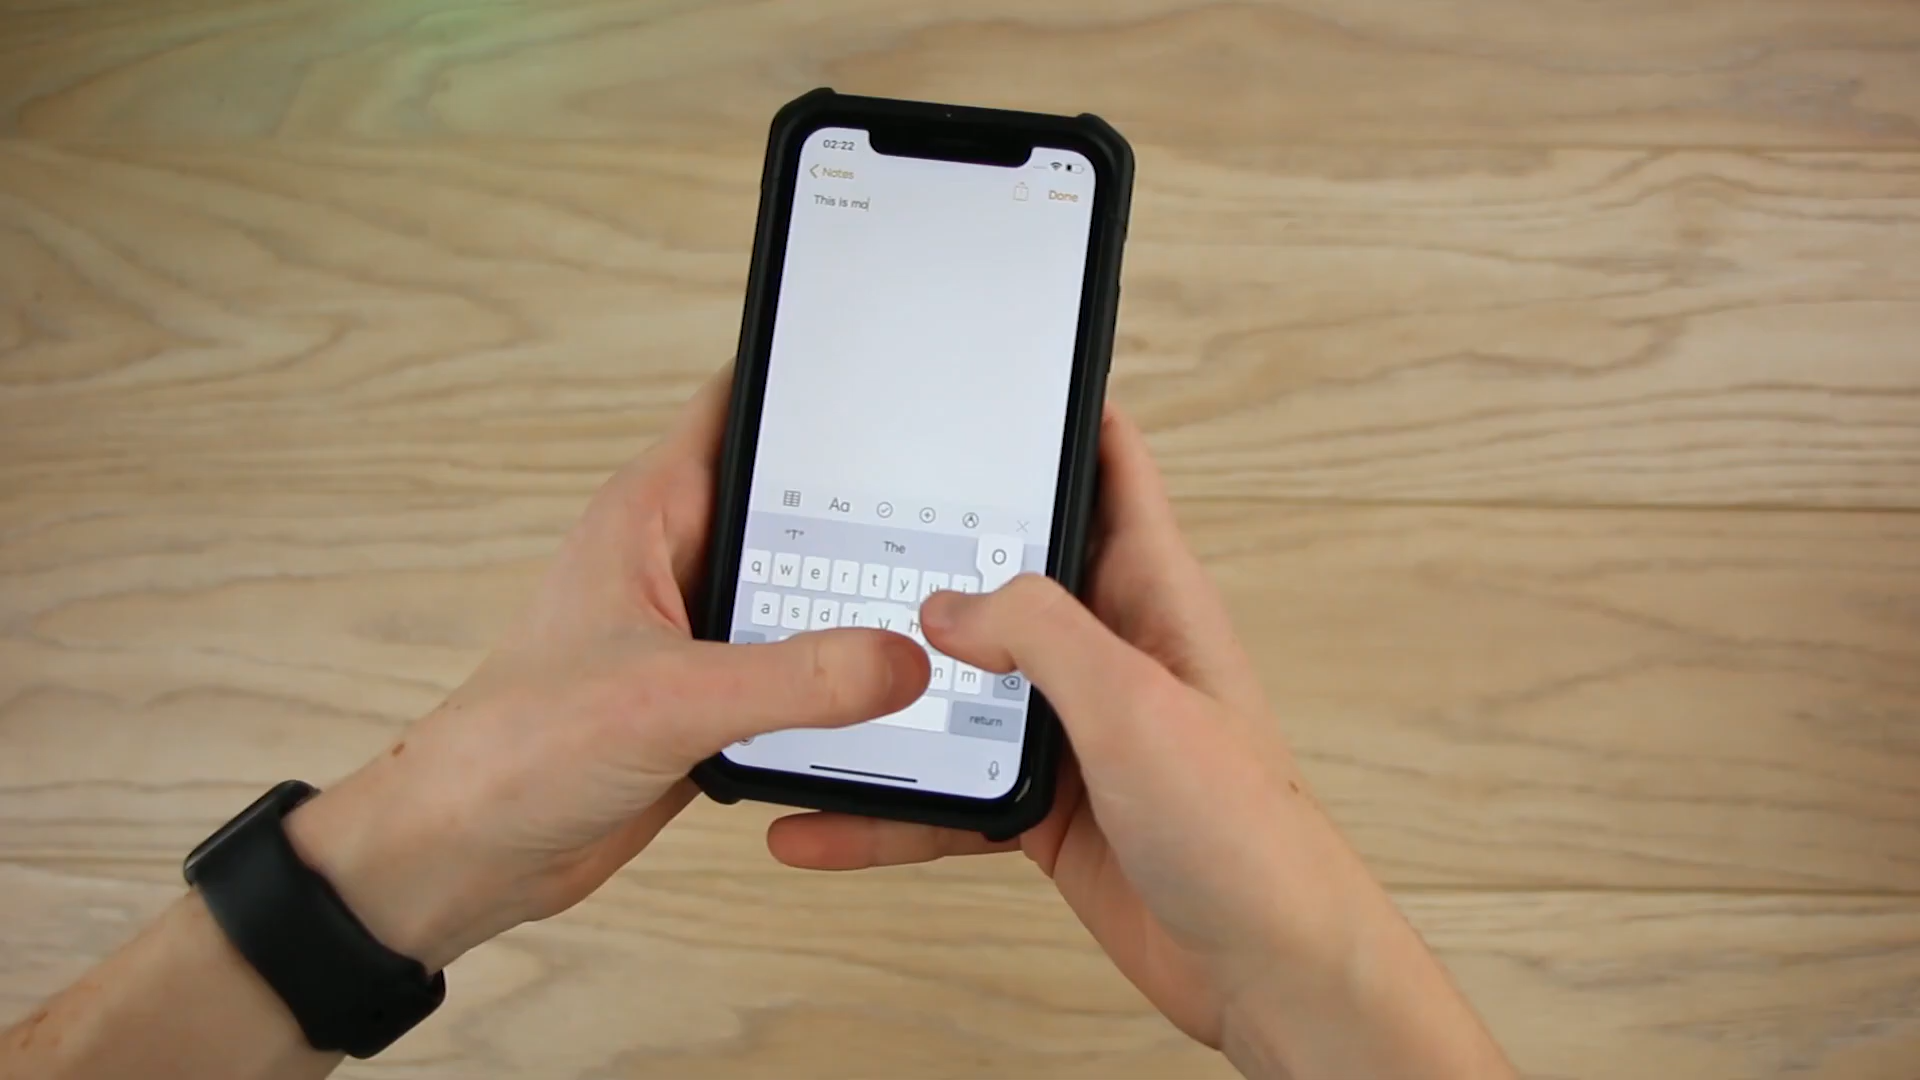 02:22
Notes
Done
This is mo
Aa
"T"
The
O
q w e r t y u i
a s d f V h
n m
return